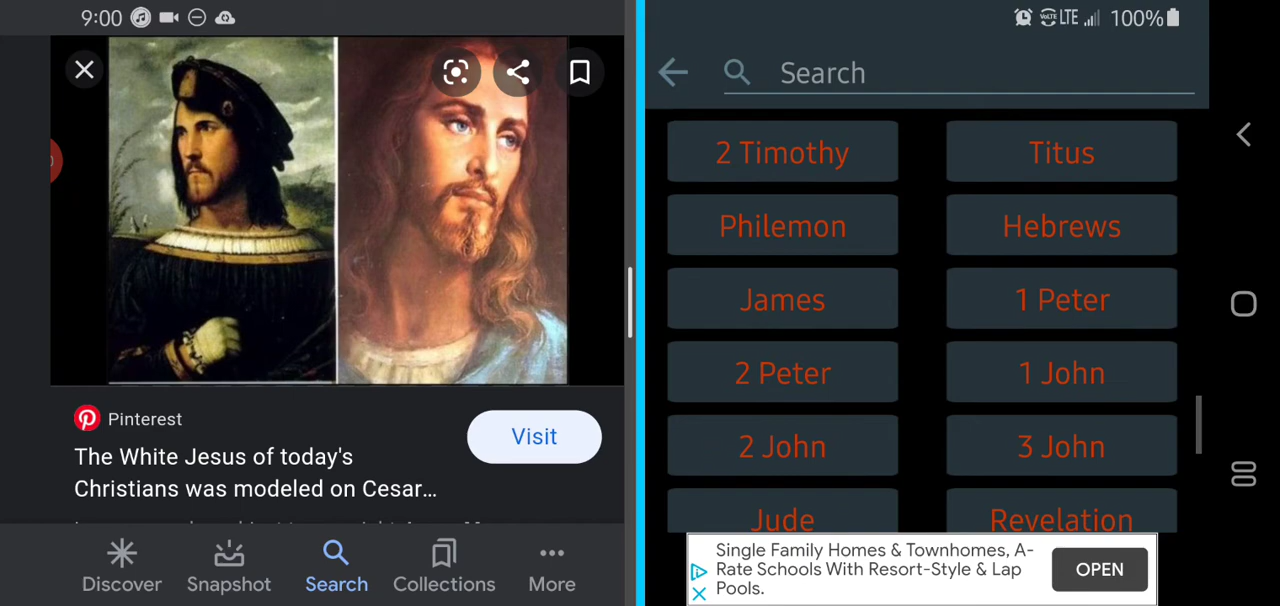 9:00
Pinterest
Visit
The White Jesus of today's
Christians was modeled on Cesar...
Discover
Snapshot
Search
Collections
More
LTE
100%
Search
2 Timothy
Titus
Philemon
Hebrews
James
1 Peter
2 Peter
1 John
2 John
3 John
Jude
Revelation
Single Family Homes & Townhomes, A-
Rate Schools With Resort-Style & Lap
Pools.
OPEN